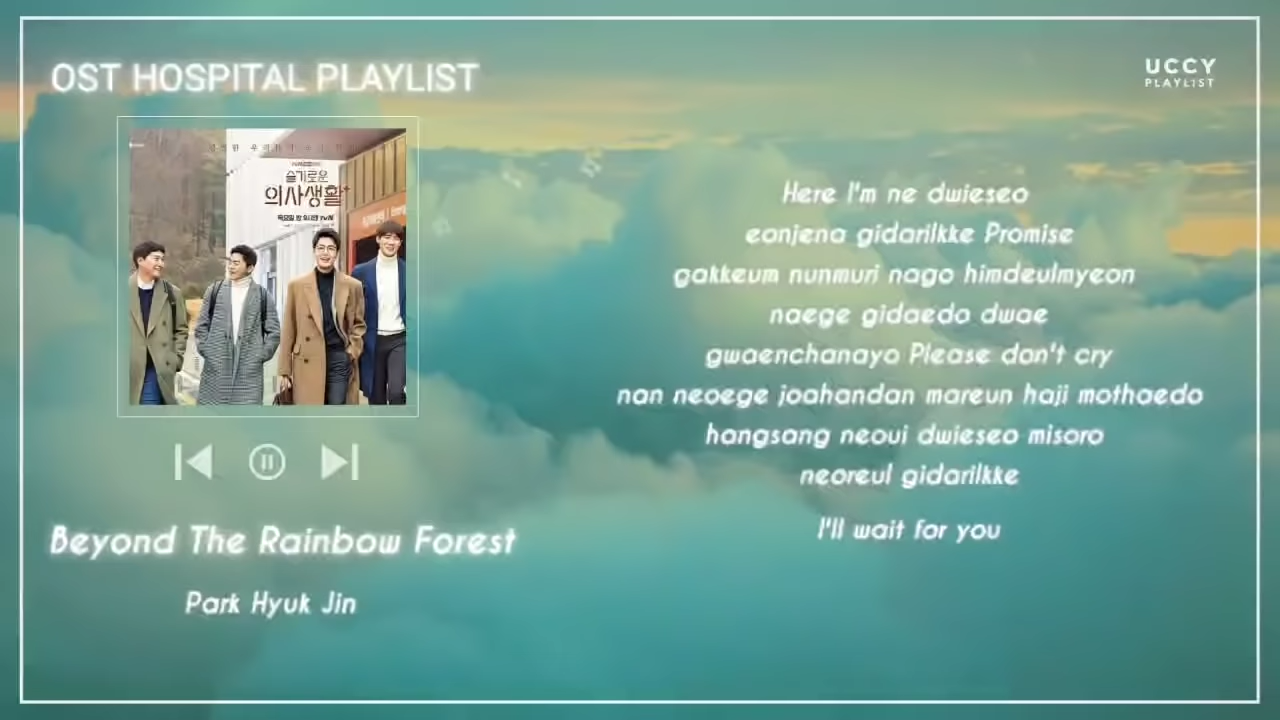 OST HOSPITAL PLAYLIST
UCCY
PLAYLIST
슬기로운
의사생활
Here I'm ne dwieseo
eonjena gidarilkke Promise
gakkeum nunmuri nago himdeulmyeon
naege gidaedo dwae
gwaenchanayo Please don't cry
nan neoege joahandan mareun haji mothaedo
hangsang neoui dwieseo misoro
neoreul gidarilkke
I'll wait for you
Beyond The Rainbow Forest
Park Hyuk Jin